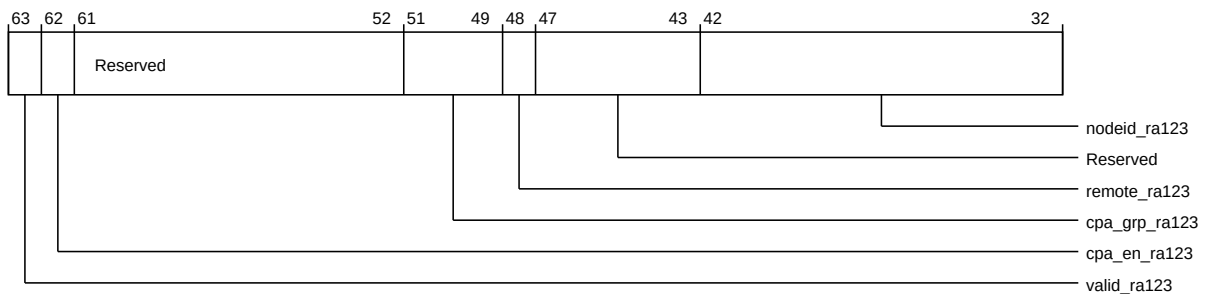 63 62 61 52 51 49 48 47 43 42 32
Reserved
nodeid_ra123
Reserved
remote_ra123
cpa_grp_ra123
cpa_en_ra123
valid_ra123